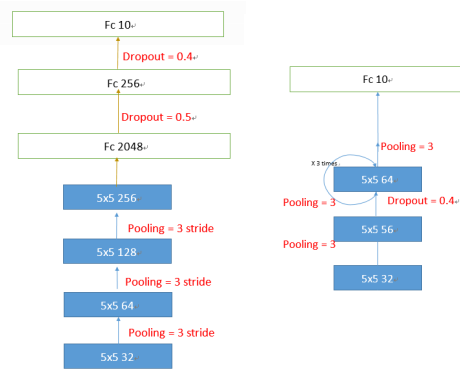 Fc 10
Dropout = 0.4
Fc 256
Dropout = 0.5
Fc 2048
5x5 256
Pooling = 3 stride
5x5 128
Pooling = 3 stride
5x5 64
Pooling = 3 stride
5x5 32
Fc 10
Pooling = 3
X 3 times
5x5 64
Pooling = 3
Dropout = 0.4
5x5 56
Pooling = 3
5x5 32